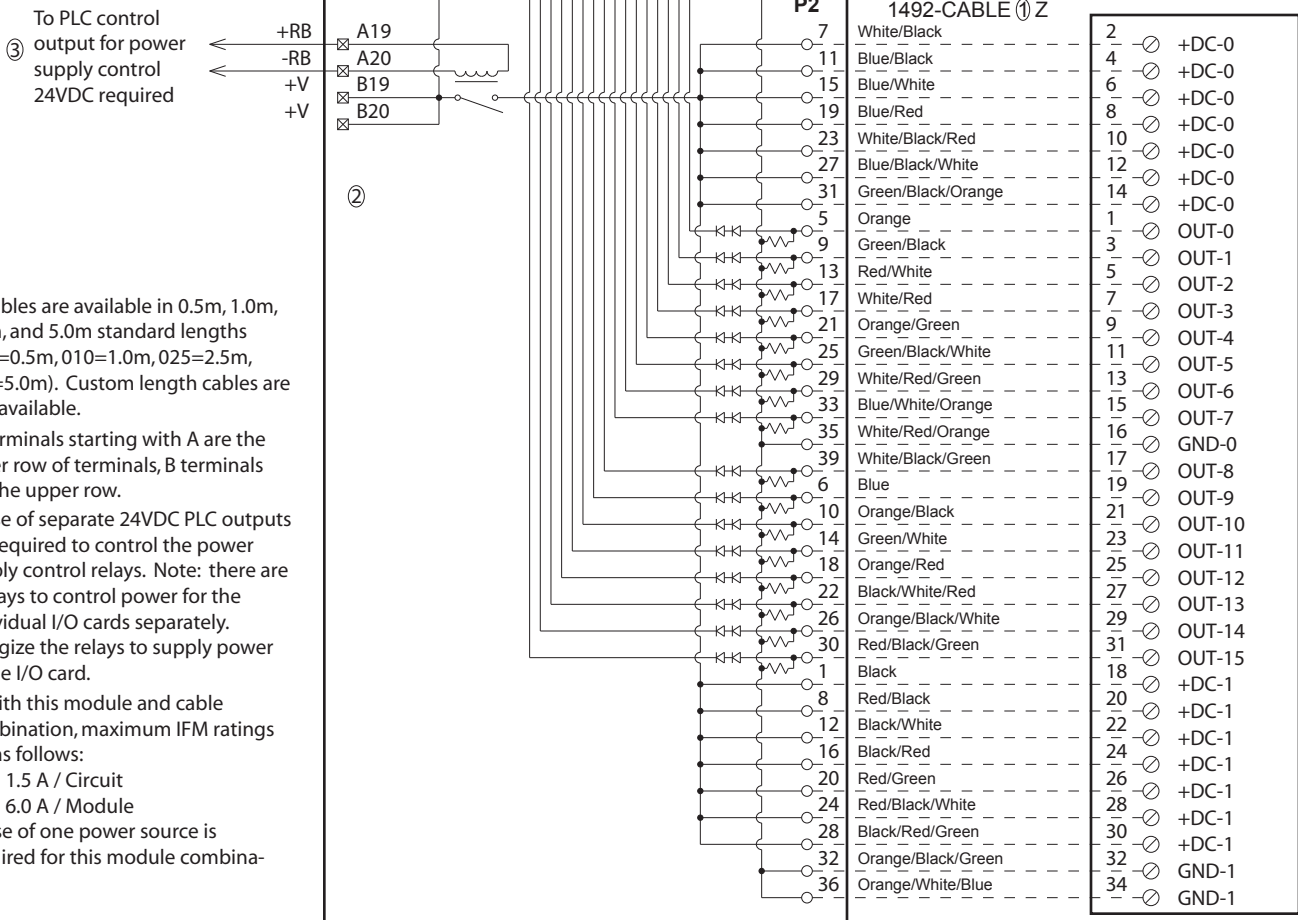 To PLC control
③ output for power
supply control
24VDC required
+RB A19
-RB A20
+V B19
+V B20
②
bles are available in 0.5m, 1.0m,
, and 5.0m standard lengths
=0.5m, 010=1.0m, 025=2.5m,
=5.0m). Custom length cables are
available.
rminals starting with A are the
r row of terminals, B terminals
he upper row.
e of separate 24VDC PLC outputs
equired to control the power
ly control relays. Note: there are
ays to control power for the
vidual I/O cards separately.
gize the relays to supply power
e I/O card.
ith this module and cable
bination, maximum IFM ratings
s follows:
1.5 A / Circuit
6.0 A / Module
se of one power source is
ired for this module combina-
P2 1492-CABLE ① Z
7 White/Black 2 +DC-0
11 Blue/Black 4 +DC-0
15 Blue/White 6 +DC-0
19 Blue/Red 8 +DC-0
23 White/Black/Red 10 +DC-0
27 Blue/Black/White 12 +DC-0
31 Green/Black/Orange 14 +DC-0
5 Orange 1 OUT-0
9 Green/Black 3 OUT-1
13 Red/White 5 OUT-2
17 White/Red 7 OUT-3
21 Orange/Green 9 OUT-4
25 Green/Black/White 11 OUT-5
29 White/Red/Green 13 OUT-6
33 Blue/White/Orange 15 OUT-7
35 White/Red/Orange 16 GND-0
39 White/Black/Green 17 OUT-8
6 Blue 19 OUT-9
10 Orange/Black 21 OUT-10
14 Green/White 23 OUT-11
18 Orange/Red 25 OUT-12
22 Black/White/Red 27 OUT-13
26 Orange/Black/White 29 OUT-14
30 Red/Black/Green 31 OUT-15
1 Black 18 +DC-1
8 Red/Black 20 +DC-1
12 Black/White 22 +DC-1
16 Black/Red 24 +DC-1
20 Red/Green 26 +DC-1
24 Red/Black/White 28 +DC-1
28 Black/Red/Green 30 +DC-1
32 Orange/Black/Green 32 GND-1
36 Orange/White/Blue 34 GND-1